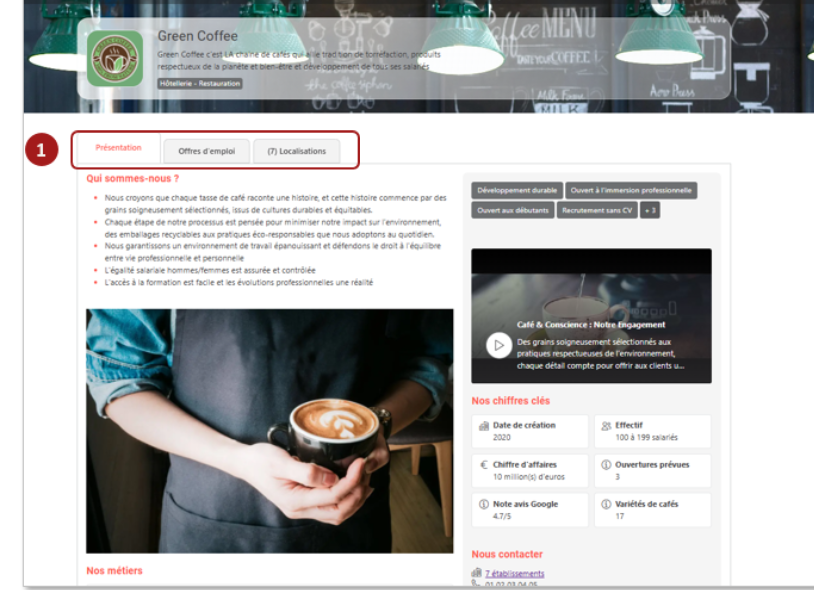 Green Coffee
Green Coffee c'est LA chaîne de cafés qui allie tradition de torréfaction, produits
respectueux de la planète et bien-être et développement de tous ses salariés
Hôtellerie - Restauration
MENU
MILK
1
Présentation
Offres d'emploi
(7) Localisations
Qui sommes-nous ?
• Nous croyons que chaque tasse de café raconte une histoire, et cette histoire commence par des
grains soigneusement sélectionnés, issus de cultures durables et équitables.
• Chaque étape de notre processus est pensée pour minimiser notre impact sur l'environnement,
des emballages recyclables aux pratiques éco-responsables que nous adoptons au quotidien.
• Nous garantissons un environnement de travail épanouissant et défendons le droit à l'équilibre
entre vie professionnelle et personnelle
• L'égalité salariale hommes/femmes est assurée et contrôlée
• L'accés à la formation est facile et les évolutions professionnelles une réalité
Nos métiers
Développement durable
Ouvert à l'immersion professionnelle
Ouvert aux débutants
Recrutement sans CV
+ 3
Café & Conscience : Notre Engagement
Des grains soigneusement sélectionnés aux
pratiques respectueuses de l'environnement,
chaque détail compte pour offrir aux clients u...
Nos chiffres clés
Date de création
2020
Effectif
100 à 199 salariés
Chiffre d'affaires
10 million(s) d'euros
Ouvertures prévues
3
Note avis Google
4.7/5
Variétés de cafés
17
Nous contacter
7 établissements
01 02 03 04 05